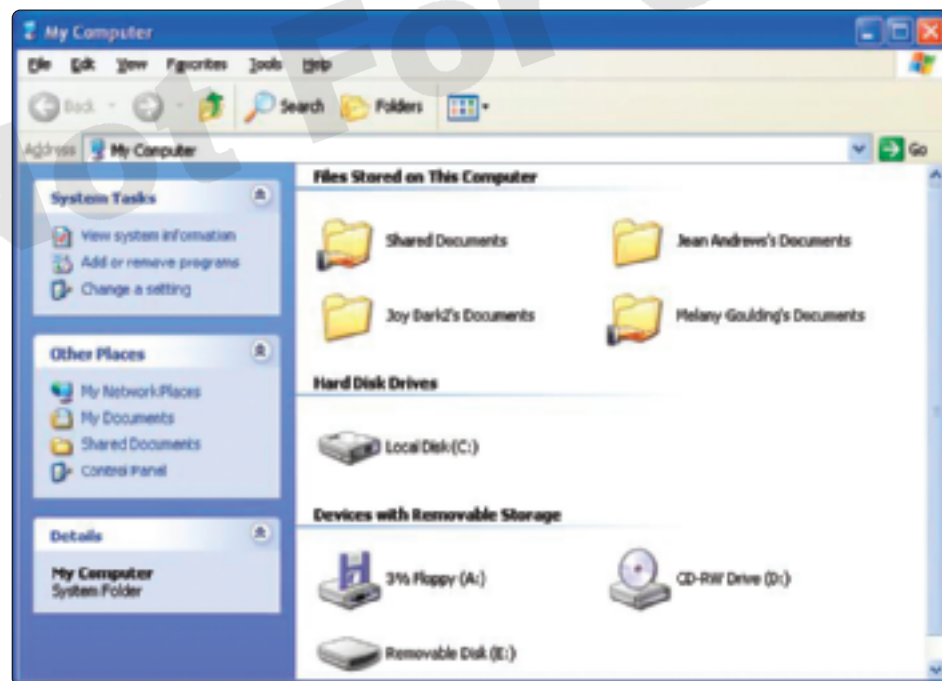 Not For
My Computer
File Edit View Favorites Tools Help
Back Search Folders
Address My Computer Go
System Tasks
View system information
Add or remove programs
Change a setting
Other Places
My Network Places
My Documents
Shared Documents
Control Panel
Details
My Computer
System Folder
Files Stored on This Computer
Shared Documents Jean Andrews's Documents
Joy Dark2's Documents Melany Goulding's Documents
Hard Disk Drives
Local Disk (C:)
Devices with Removable Storage
3½ Floppy (A:) CD-RW Drive (D:)
Removable Disk (E:)